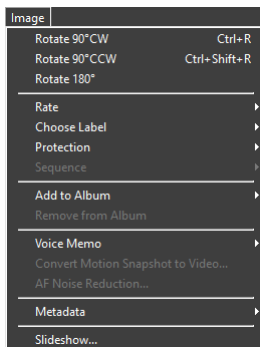 Image
Rotate 90°CW Ctrl+R
Rotate 90°CCW Ctrl+Shift+R
Rotate 180°
Rate
Choose Label
Protection
Sequence
Add to Album
Remove from Album
Voice Memo
Convert Motion Snapshot to Video...
AF Noise Reduction...
Metadata
Slideshow...